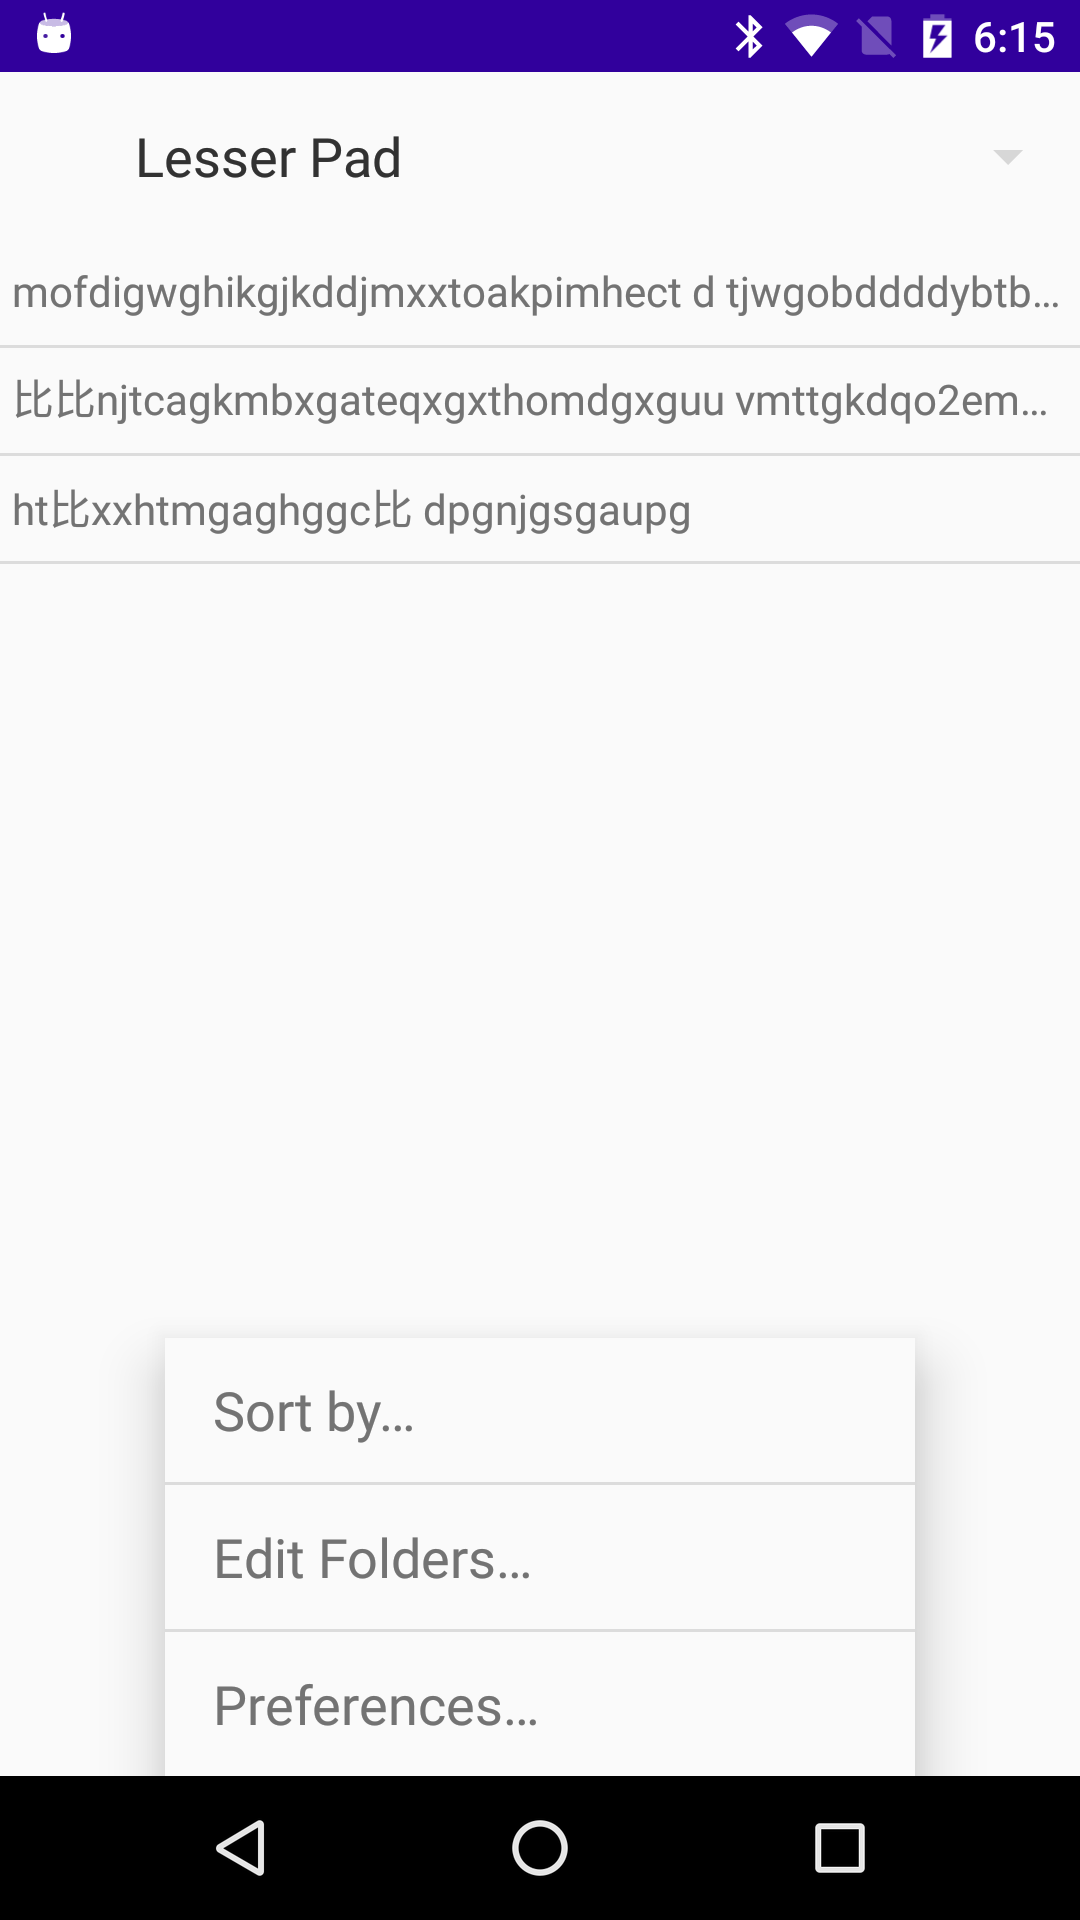 6:15
Lesser Pad
mofdigwghikgjkddjmxxtoakpimhect d tjwgobddddybtb…
比比njtcagkmbxgateqxgxthomdgxguu vmttgkdqo2em…
ht比xxhtmgaghggc比 dpgnjgsgaupg
Sort by…
Edit Folders…
Preferences…